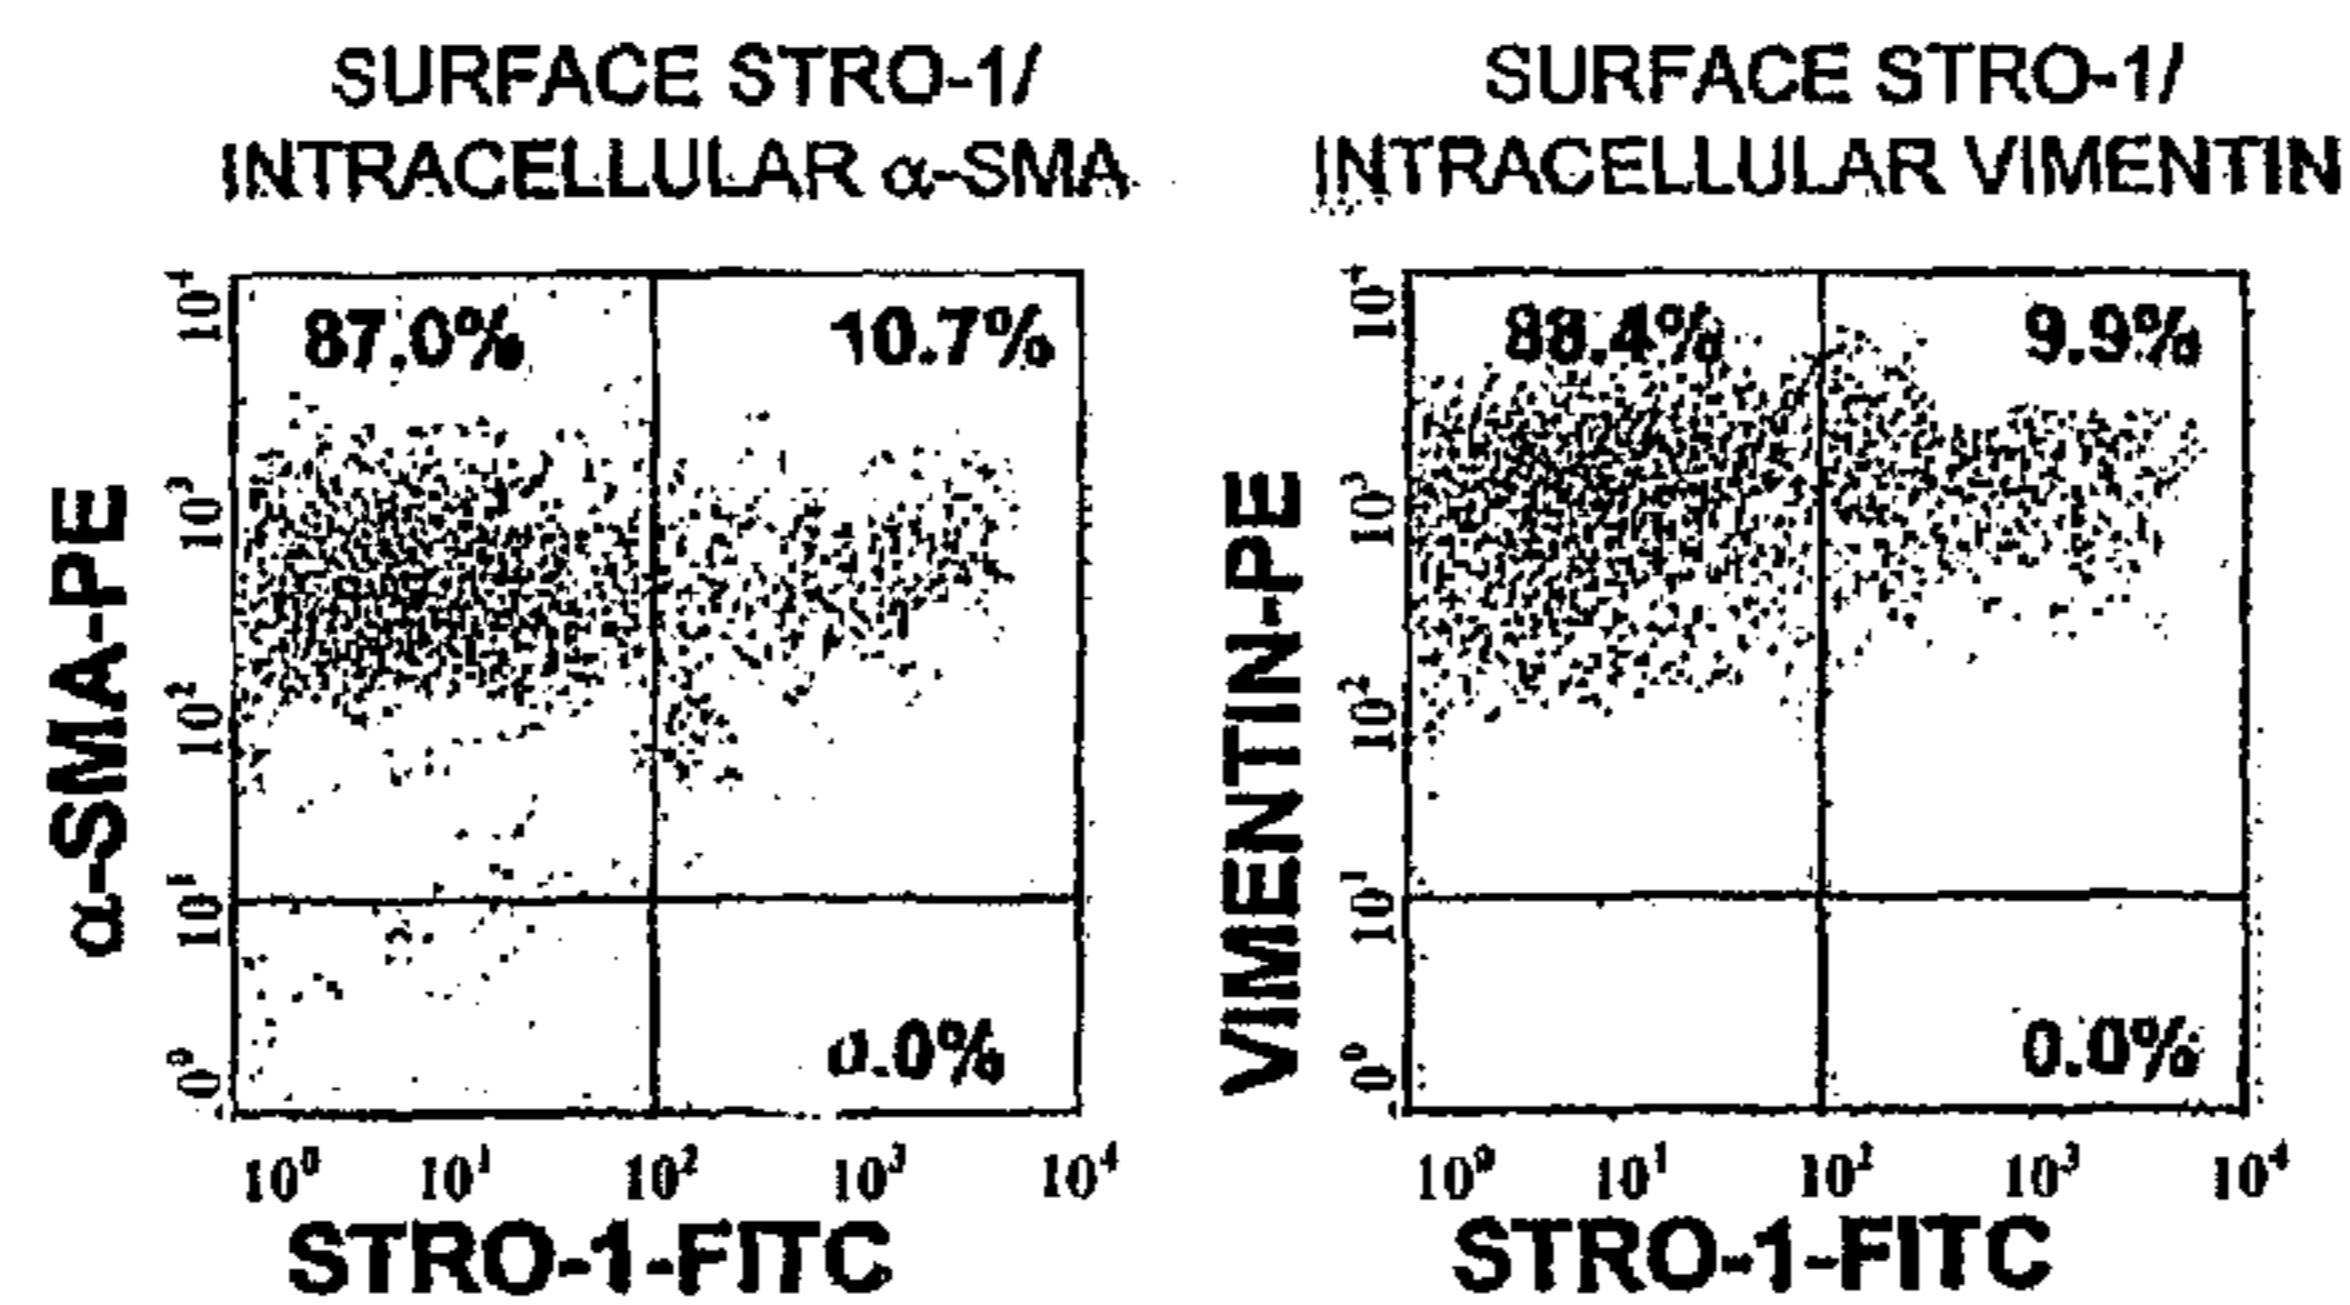 SURFACE STRO-1/
INTRACELLULAR α-SMA
87.0%
10.7%
0.0%
α-SMA-PE
10⁴
10³
10²
10¹
10⁰
10⁰ 10¹ 10² 10³ 10⁴
STRO-1-FITC
SURFACE STRO-1/
INTRACELLULAR VIMENTIN
88.4%
9.9%
0.0%
VIMENTIN-PE
10⁴
10³
10²
10¹
10⁰
10⁰ 10¹ 10² 10³ 10⁴
STRO-1-FITC